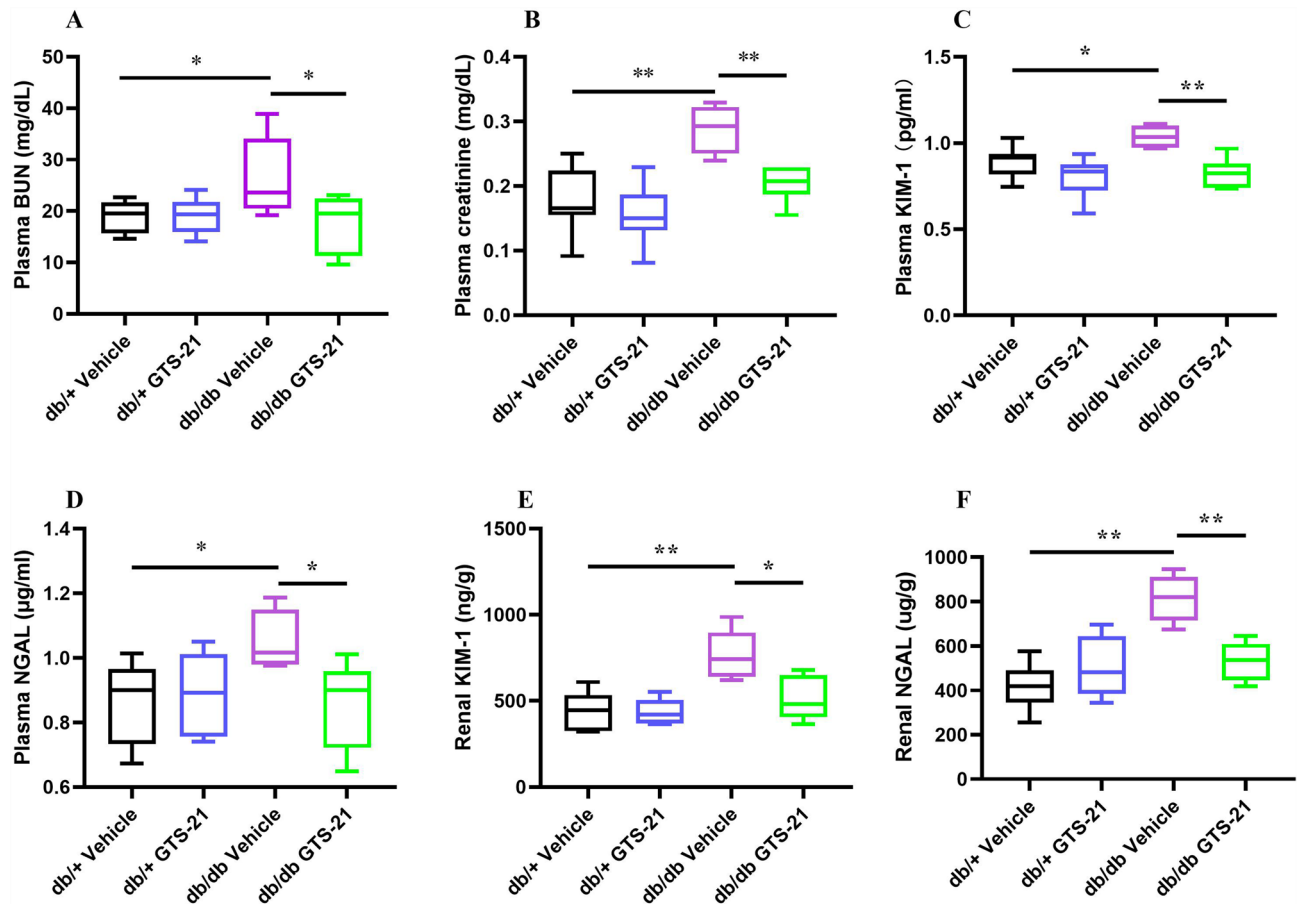 A
Plasma BUN (mg/dL)
50
40
30
20
10
0
*
*
db/+ Vehicle
db/+ GTS-21
db/db Vehicle
db/db GTS-21
B
Plasma creatinine (mg/dL)
0.4
0.3
0.2
0.1
0.0
**
**
db/+ Vehicle
db/+ GTS-21
db/db Vehicle
db/db GTS-21
C
Plasma KIM-1（pg/ml）
1.5
1.0
0.5
0.0
*
**
db/+ Vehicle
db/+ GTS-21
db/db Vehicle
db/db GTS-21
D
Plasma NGAL (μg/ml)
1.4
1.2
1.0
0.8
0.6
*
*
db/+ Vehicle
db/+ GTS-21
db/db Vehicle
db/db GTS-21
E
Renal KIM-1 (ng/g)
1500
1000
500
0
**
*
db/+ Vehicle
db/+ GTS-21
db/db Vehicle
db/db GTS-21
F
Renal NGAL (ug/g)
1000
800
600
400
200
0
**
**
db/+ Vehicle
db/+ GTS-21
db/db Vehicle
db/db GTS-21